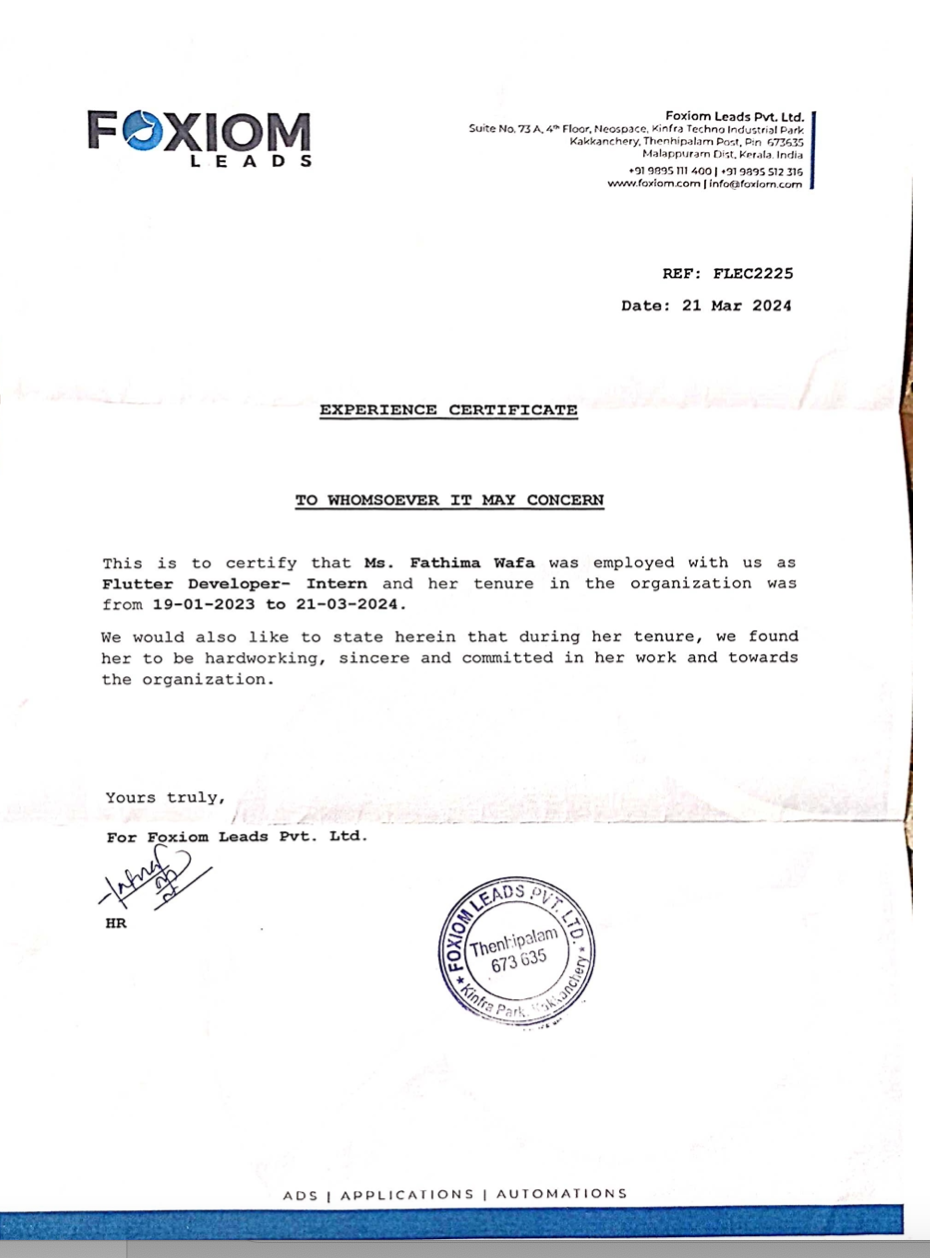 FOXIOM
LEADS
Foxiom Leads Pvt. Ltd.
Suite No. 73 A, 4th Floor, Neospace, Kinfra Techno Industrial Park
Kakkanchery, Thenhipalam Post, Pin 673635
Malappuram Dist, Kerala. India
+91 9895 111 400 | +91 9895 512 316
www.foxiom.com | info@foxiom.com
REF: FLEC2225
Date: 21 Mar 2024
EXPERIENCE CERTIFICATE
TO WHOMSOEVER IT MAY CONCERN
This is to certify that Ms. Fathima Wafa was employed with us as
Flutter Developer- Intern and her tenure in the organization was
from 19-01-2023 to 21-03-2024.
We would also like to state herein that during her tenure, we found
her to be hardworking, sincere and committed in her work and towards
the organization.
Yours truly,
For Foxiom Leads Pvt. Ltd.
HR
FOXIOM LEADS PVT. LTD.
Thenhipalam
673 635
Kinfra Park, Kakkanchery
ADS | APPLICATIONS | AUTOMATIONS